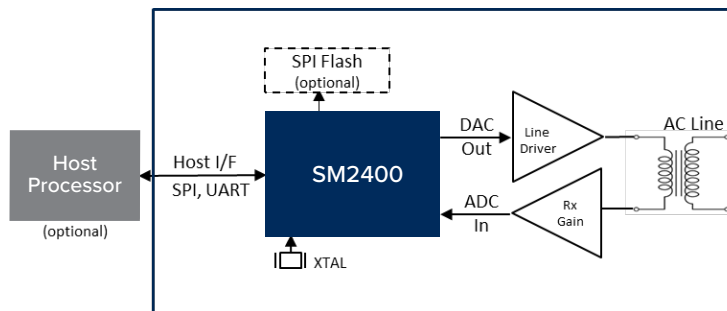 SPI Flash
(optional)
DAC
Out
Line
Driver
AC Line
Host
Processor
(optional)
Host I/F
SPI, UART
SM2400
ADC
In
Rx
Gain
XTAL